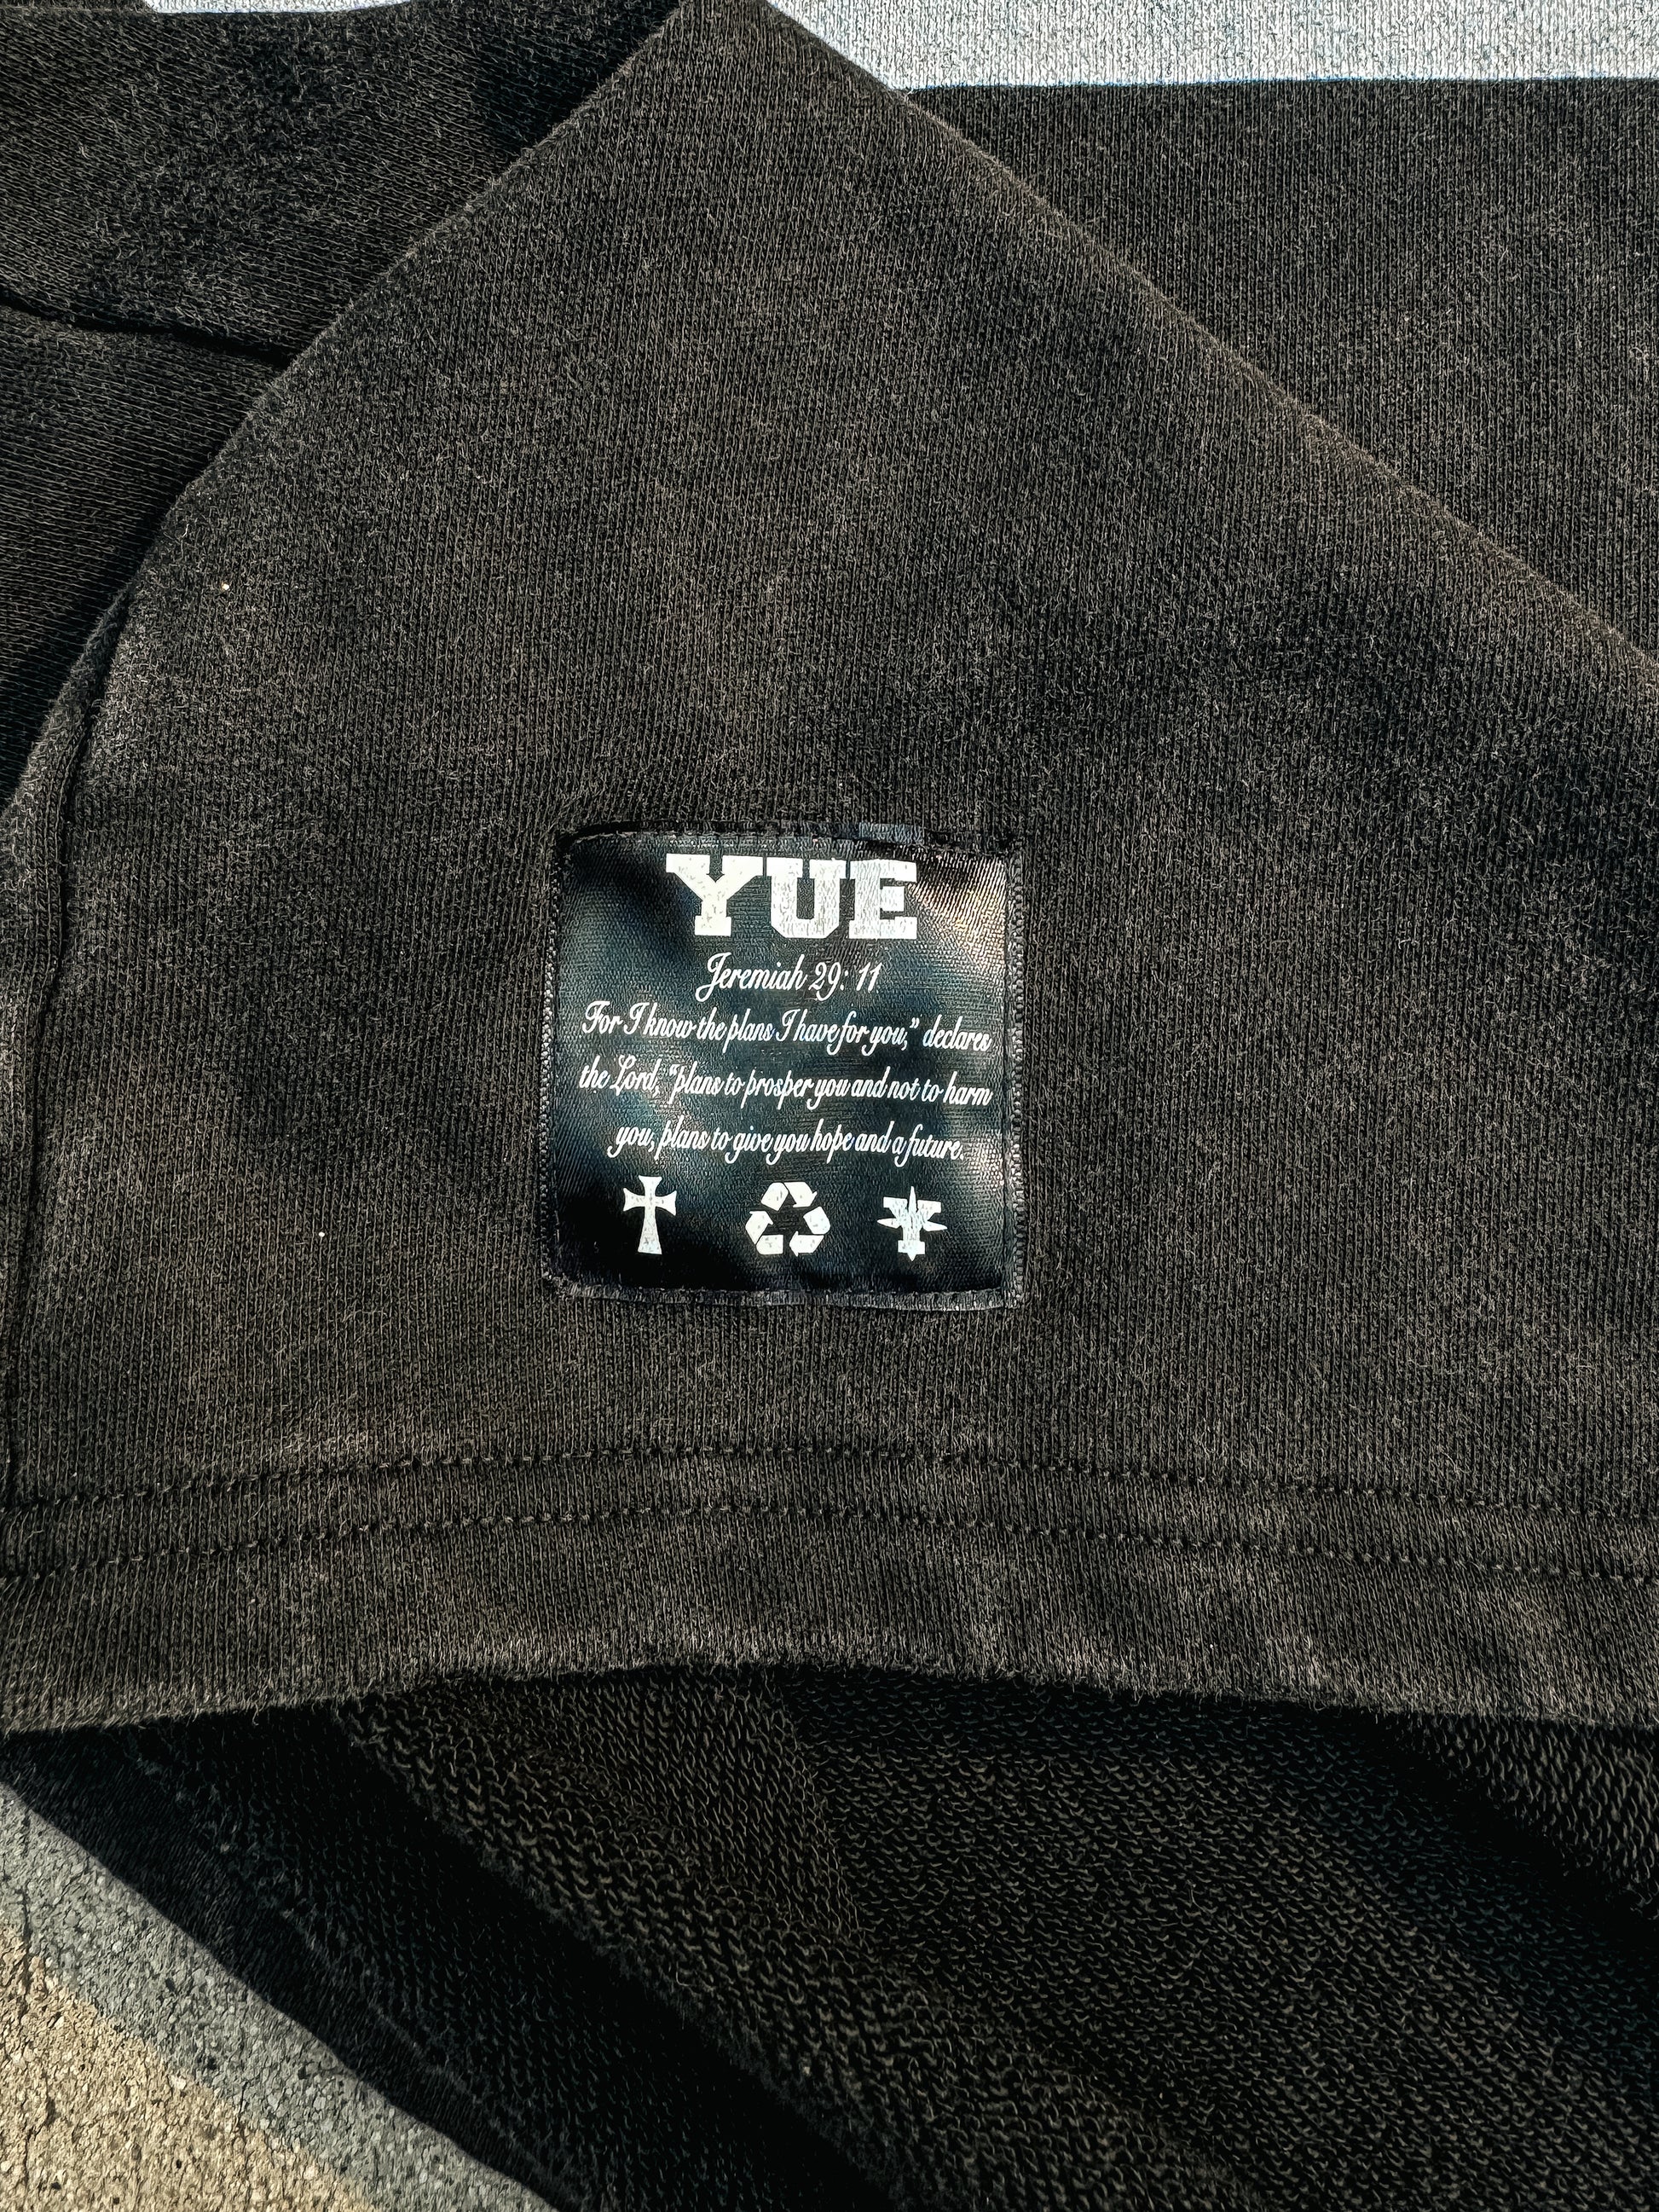 YUE
Jeremiah 29: 11
For I know the plans I have for you,” declares
the Lord, “plans to prosper you and not to harm
you, plans to give you hope and a future.